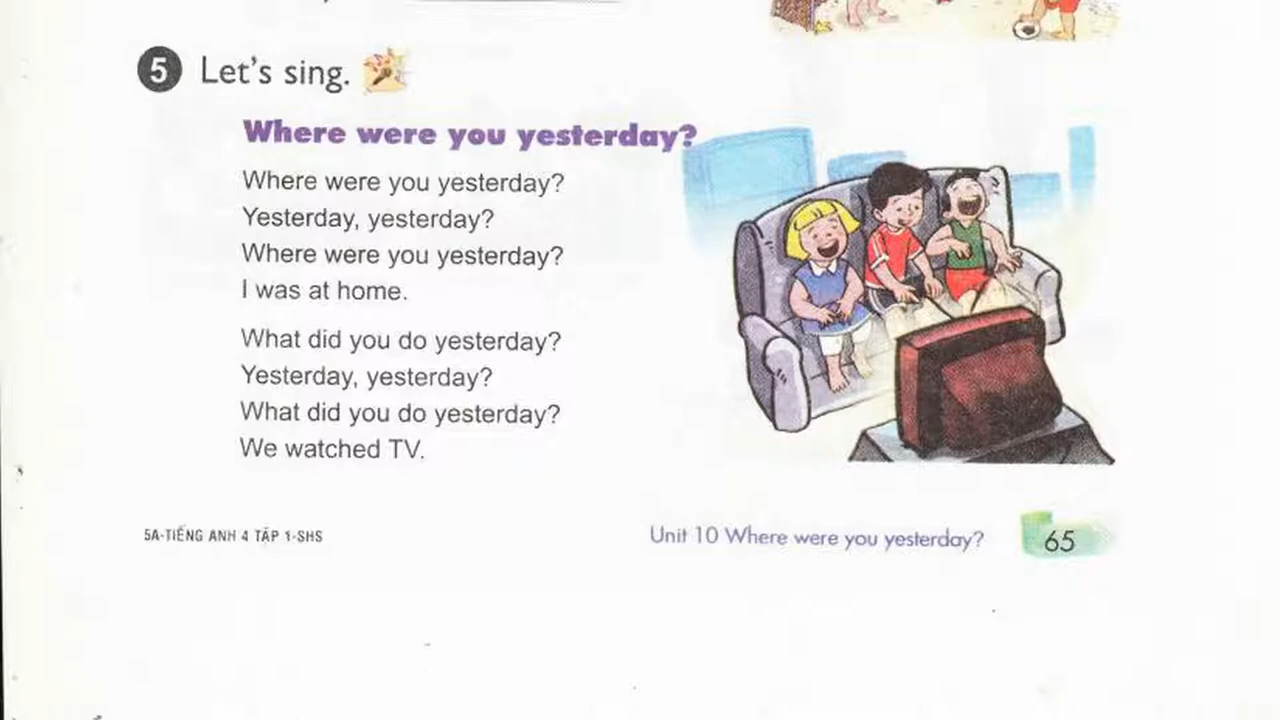 5 Let's sing.
Where were you yesterday?
Where were you yesterday?
Yesterday, yesterday?
Where were you yesterday?
I was at home.
What did you do yesterday?
Yesterday, yesterday?
What did you do yesterday?
We watched TV.
5A-TIẾNG ANH 4 TẬP 1-SHS
Unit 10 Where were you yesterday?
65